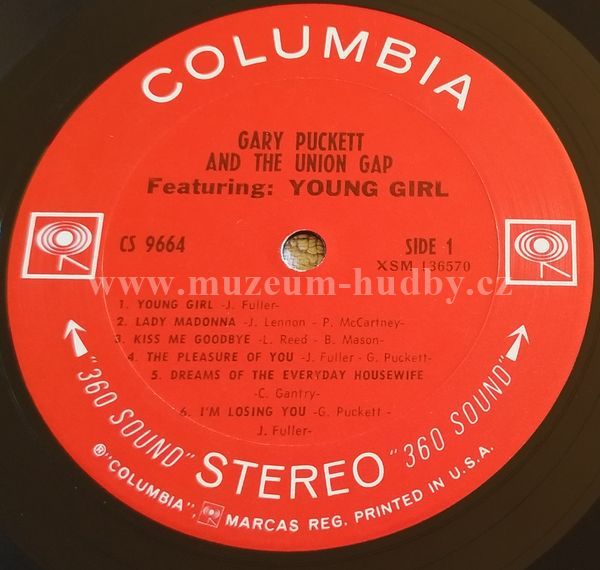 COLUMBIA
GARY PUCKETT
AND THE UNION GAP
Featuring: YOUNG GIRL
CS 9664
SIDE 1
XSM 136570
www.muzeum-hudby.cz
1. YOUNG GIRL -J. Fuller-
2. LADY MADONNA -J. Lennon - P. McCartney-
3. KISS ME GOODBYE -L. Reed - B. Mason-
4. THE PLEASURE OF YOU -J. Fuller - G. Puckett-
5. DREAMS OF THE EVERYDAY HOUSEWIFE
-C. Gantry-
6. I'M LOSING YOU -G. Puckett -
J. Fuller-
"360 SOUND" STEREO "360 SOUND"
® "COLUMBIA", MARCAS REG. PRINTED IN U.S.A.